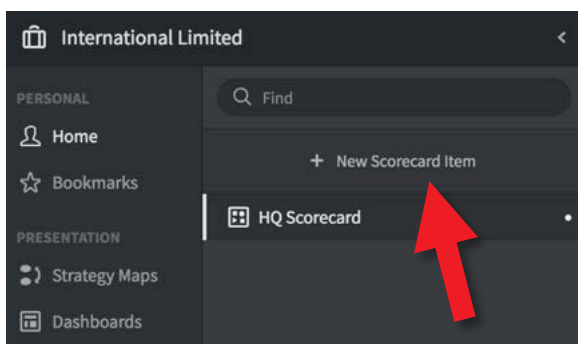 International Limited
PERSONAL
Home
Bookmarks
PRESENTATION
Strategy Maps
Dashboards
Find
+ New Scorecard Item
HQ Scorecard